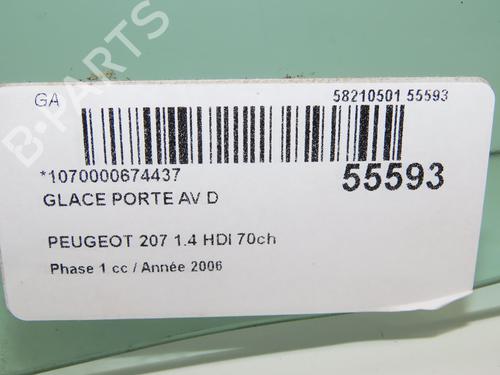 B-PARTS
GA
58210501 55593
*1070000674437
55593
GLACE PORTE AV D
PEUGEOT 207 1.4 HDI 70ch
Phase 1 cc / Année 2006